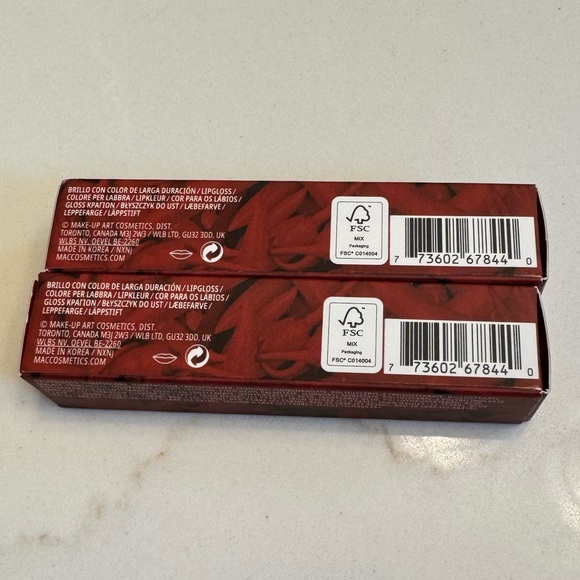 BRILLO CON COLOR DE LARGA DURACIÓN / LIPGLOSS /
COLORE PER LABBRA / LIPKLEUR / COR PARA OS LÁBIOS /
GLOSS ΚΡΑΓΙΟΝ / BŁYSZCZYK DO UST / LÆBEFARVE /
LEPPEFARGE / LÄPPSTIFT
© MAKE-UP ART COSMETICS, DIST.
TORONTO, CANADA M3J 2W3 / WLB LTD, GU32 3DD, UK
WLBS NV. OEVEL BE-2260
MADE IN KOREA / NXNJ
MACCOSMETICS.COM
FSC
MIX
Packaging
FSC® C014004
7 73602 67844 0
BRILLO CON COLOR DE LARGA DURACIÓN / LIPGLOSS /
COLORE PER LABBRA / LIPKLEUR / COR PARA OS LÁBIOS /
GLOSS ΚΡΑΓΙΟΝ / BŁYSZCZYK DO UST / LÆBEFARVE /
LEPPEFARGE / LÄPPSTIFT
© MAKE-UP ART COSMETICS, DIST.
TORONTO, CANADA M3J 2W3 / WLB LTD, GU32 3DD, UK
WLBS NV. OEVEL BE-2260
MADE IN KOREA / NXNJ
MACCOSMETICS.COM
FSC
MIX
Packaging
FSC® C014004
7 73602 67844 0